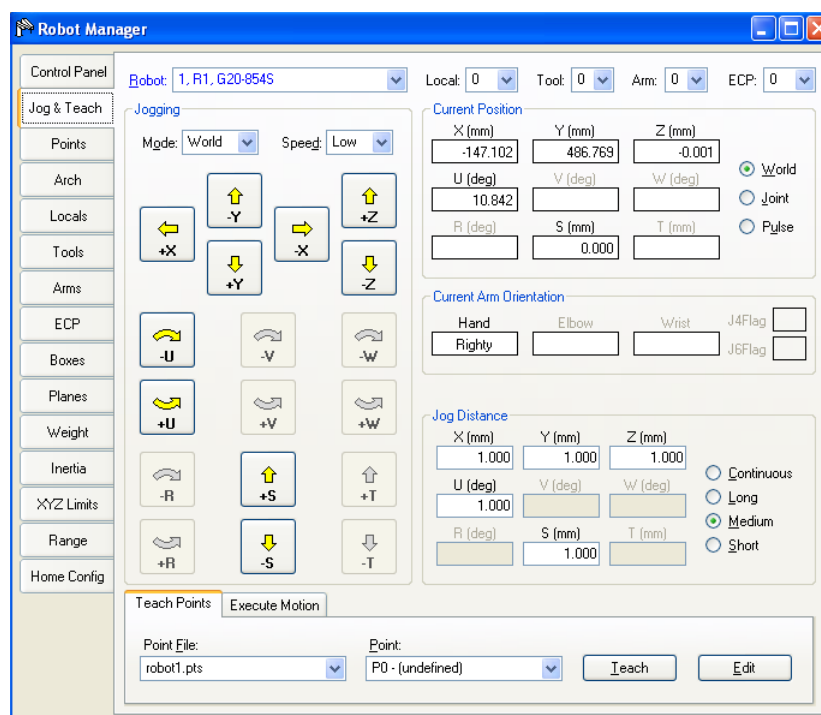 Robot Manager
Control Panel
Jog & Teach
Points
Arch
Locals
Tools
Arms
ECP
Boxes
Planes
Weight
Inertia
XYZ Limits
Range
Home Config
Robot: 1, R1, G20-854S
Local: 0 Tool: 0 Arm: 0 ECP: 0
Jogging
Mode: World Speed: Low
-Y +Z
+X -X
+Y -Z
-U -V -W
+U +V +W
-R +S +T
+R -S -T
Current Position
X (mm) Y (mm) Z (mm)
-147.102 486.769 -0.001
U (deg) V (deg) W (deg)
10.842
R (deg) S (mm) T (mm)
0.000
World
Joint
Pulse
Current Arm Orientation
Hand Elbow Wrist J4Flag
Righty J6Flag
Jog Distance
X (mm) Y (mm) Z (mm)
1.000 1.000 1.000
U (deg) V (deg) W (deg)
1.000
R (deg) S (mm) T (mm)
1.000
Continuous
Long
Medium
Short
Teach Points Execute Motion
Point File: Point:
robot1.pts P0 - (undefined) Teach Edit